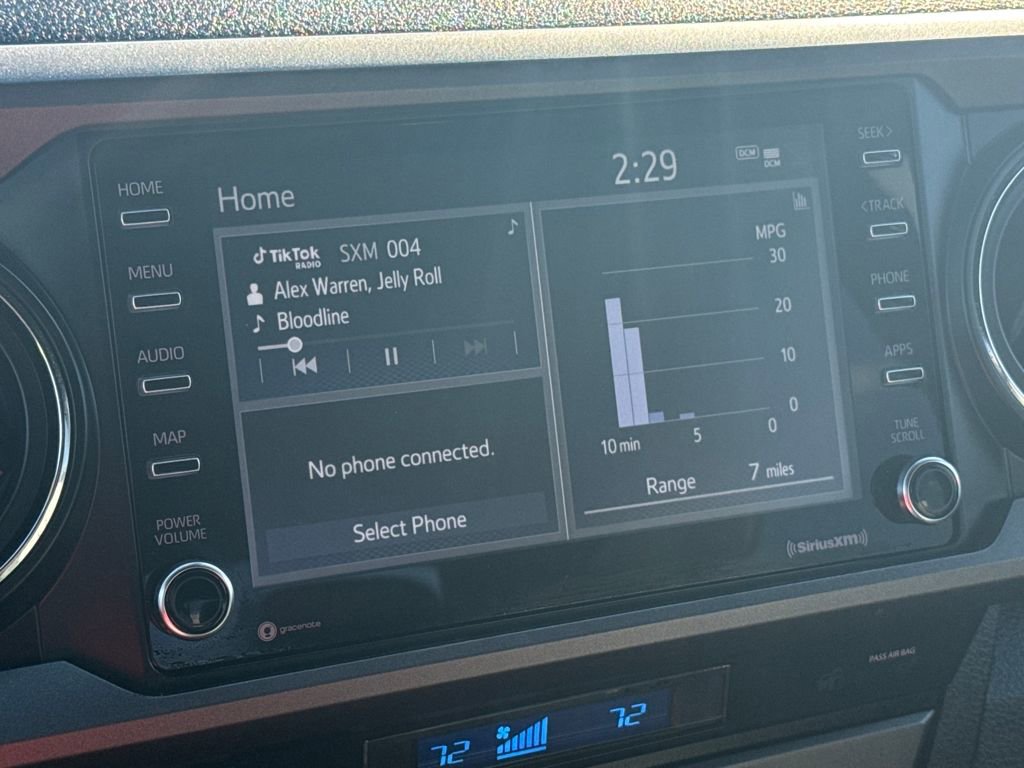 HOME
MENU
AUDIO
MAP
POWER
VOLUME
Home
2:29
DCM
DCM
TikTok
RADIO
SXM 004
Alex Warren, Jelly Roll
Bloodline
No phone connected.
Select Phone
MPG
30
20
10
0
10 min
5
0
Range 7 miles
SEEK >
< TRACK
PHONE
APPS
TUNE
SCROLL
((SiriusXM))
gracenote
PASS AIR BAG
72
72